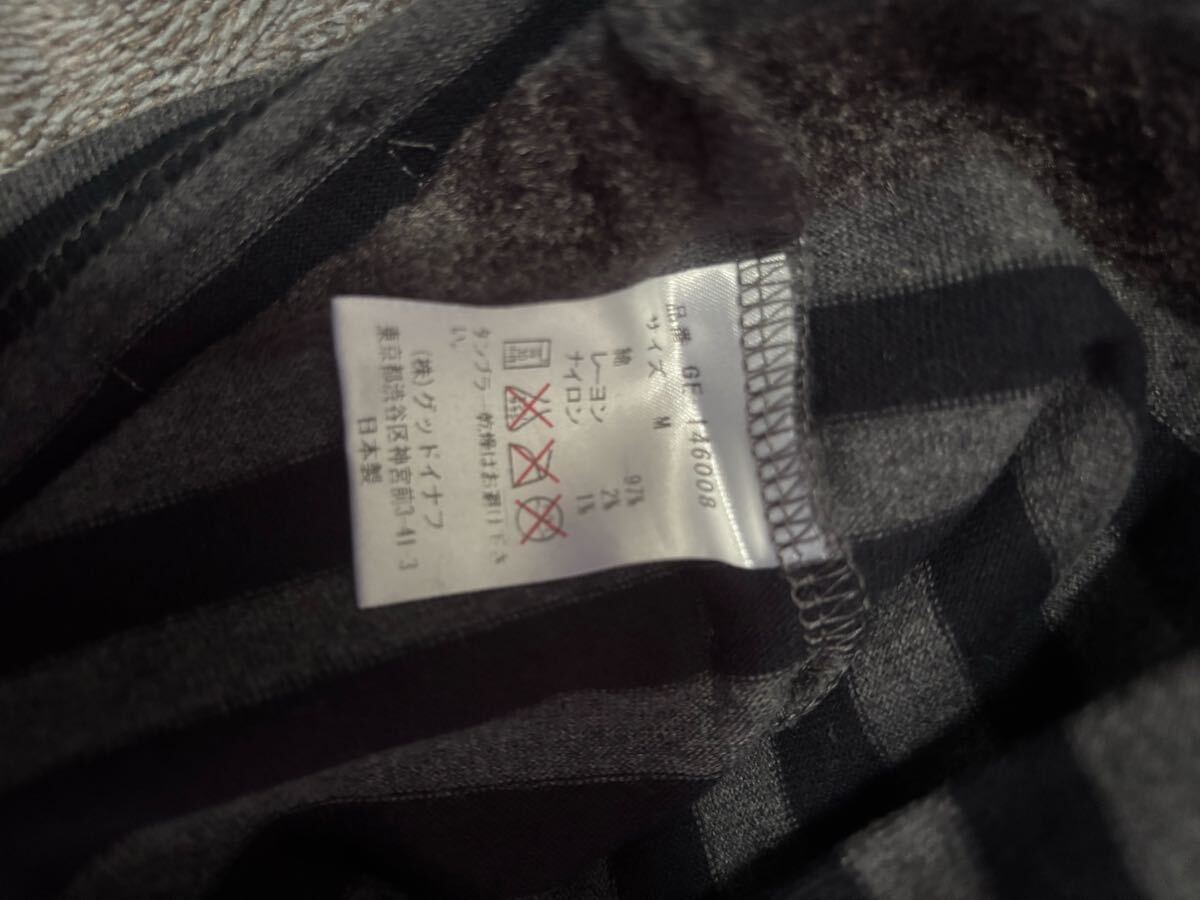 品番 GE-146008
サイズ M
綿 97%
レーヨン 2%
ナイロン 1%
タンブラー乾燥はお避け下さ
い。
(株)グッドイナフ
東京都渋谷区神宮前3-41-3
日本製